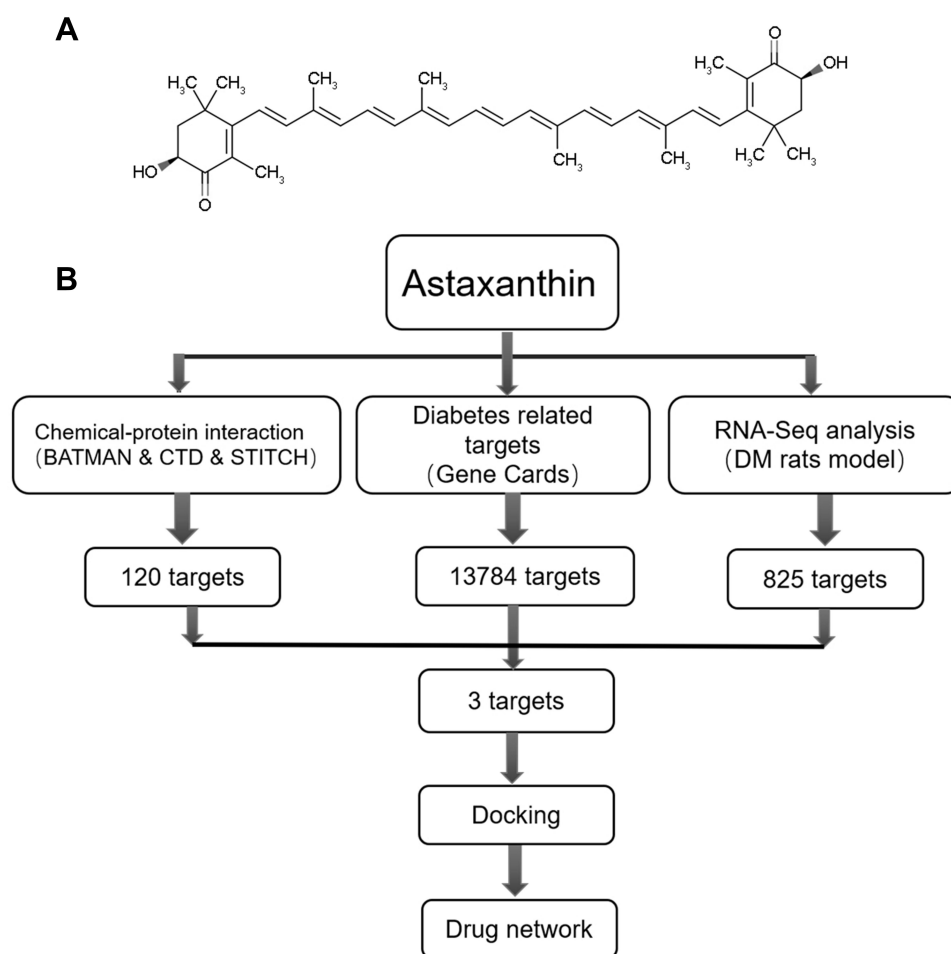 A
O
H₃C
OH
H₃C
CH₃
CH₃
CH₃
HO
CH₃
O
CH₃
CH₃
H₃C
CH₃
B
Astaxanthin
Chemical-protein interaction
(BATMAN & CTD & STITCH)
Diabetes related
targets
(Gene Cards)
RNA-Seq analysis
(DM rats model)
120 targets
13784 targets
825 targets
3 targets
Docking
Drug network